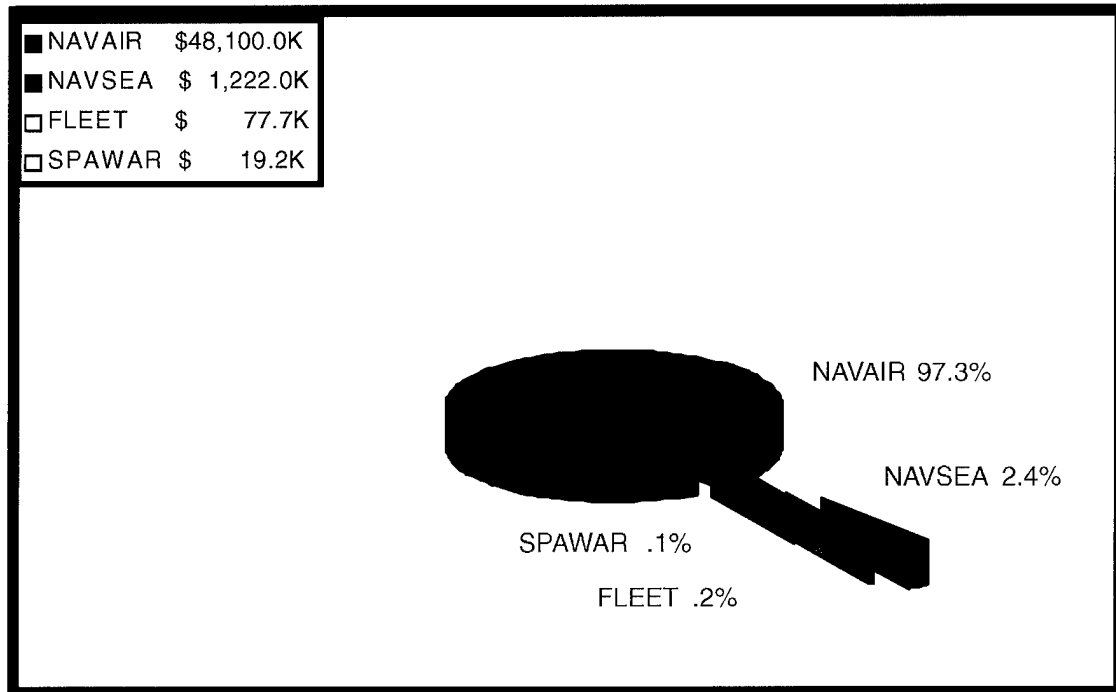 NAVAIR $48,100.0K
NAVSEA $ 1,222.0K
FLEET $ 77.7K
SPAWAR $ 19.2K
NAVAIR 97.3%
NAVSEA 2.4%
SPAWAR .1%
FLEET .2%